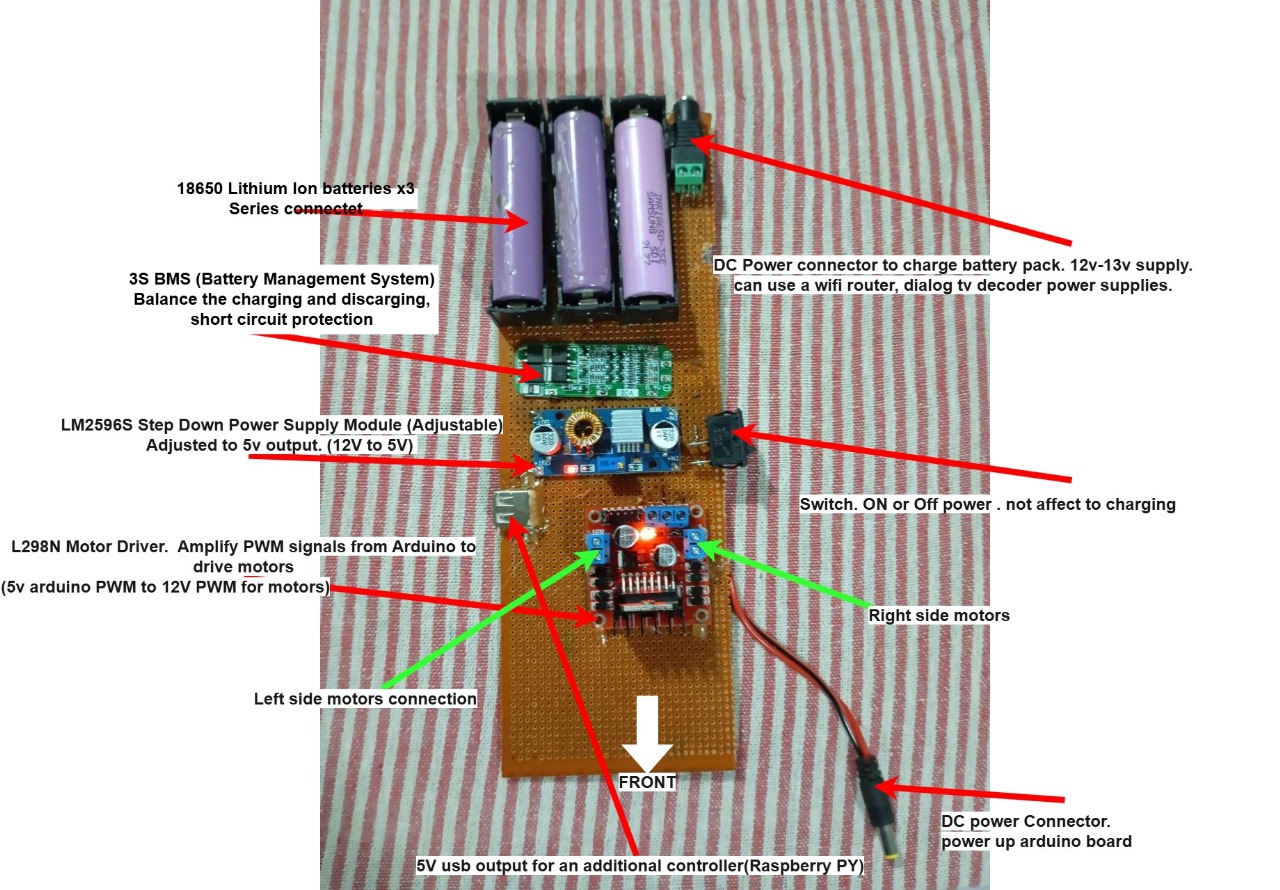 18650 Lithium Ion batteries x3
Series connectet
3S BMS (Battery Management System)
Balance the charging and discarging,
short circuit protection
DC Power connector to charge battery pack. 12v-13v supply.
can use a wifi router, dialog tv decoder power supplies.
LM2596S Step Down Power Supply Module (Adjustable)
Adjusted to 5v output. (12V to 5V)
Switch. ON or Off power . not affect to charging
L298N Motor Driver.  Amplify PWM signals from Arduino to
drive motors
(5v arduino PWM to 12V PWM for motors)
Right side motors
Left side motors connection
FRONT
DC power Connector.
power up arduino board
5V usb output for an additional controller(Raspberry PY)
SAMSUNG